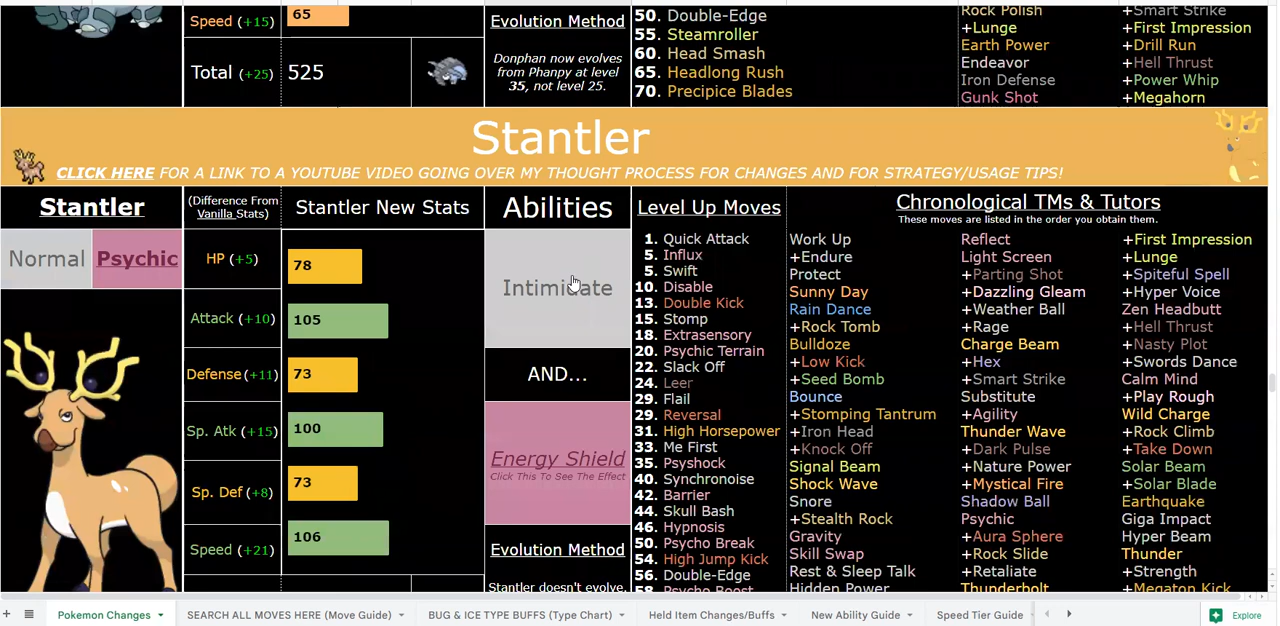 Speed (+15) 65
Total (+25) 525
Evolution Method
Donphan now evolves
from Phanpy at level
35, not level 25.
50. Double-Edge
55. Steamroller
60. Head Smash
65. Headlong Rush
70. Precipice Blades
Rock Polish
+Lunge
Earth Power
Endeavor
Iron Defense
Gunk Shot
+Smart Strike
+First Impression
+Drill Run
+Hell Thrust
+Power Whip
+Megahorn
Stantler
CLICK HERE FOR A LINK TO A YOUTUBE VIDEO GOING OVER MY THOUGHT PROCESS FOR CHANGES AND FOR STRATEGY/USAGE TIPS!
Stantler
Normal Psychic
(Difference From
Vanilla Stats)
Stantler New Stats
HP (+5) 78
Attack (+10) 105
Defense (+11) 73
Sp. Atk (+15) 100
Sp. Def (+8) 73
Speed (+21) 106
Abilities
Intimidate
AND...
Energy Shield
Click This To See The Effect
Evolution Method
Stantler doesn't evolve,
Level Up Moves
1. Quick Attack
5. Influx
5. Swift
10. Disable
13. Double Kick
15. Stomp
18. Extrasensory
20. Psychic Terrain
22. Slack Off
24. Leer
29. Flail
29. Reversal
31. High Horsepower
33. Me First
35. Psyshock
40. Synchronoise
42. Barrier
44. Skull Bash
46. Hypnosis
50. Psycho Break
54. High Jump Kick
56. Double-Edge
58. Psycho Boost
Chronological TMs & Tutors
These moves are listed in the order you obtain them.
Work Up
+Endure
Protect
Sunny Day
Rain Dance
+Rock Tomb
Bulldoze
+Low Kick
+Seed Bomb
Bounce
+Stomping Tantrum
+Iron Head
+Knock Off
Signal Beam
Shock Wave
Snore
+Stealth Rock
Gravity
Skill Swap
Rest & Sleep Talk
Hidden Power
Reflect
Light Screen
+Parting Shot
+Dazzling Gleam
+Weather Ball
+Rage
Charge Beam
+Hex
+Smart Strike
Substitute
+Agility
Thunder Wave
+Dark Pulse
+Nature Power
+Mystical Fire
Shadow Ball
Psychic
+Aura Sphere
+Rock Slide
+Retaliate
Thunderbolt
+First Impression
+Lunge
+Spiteful Spell
+Hyper Voice
Zen Headbutt
+Hell Thrust
+Nasty Plot
+Swords Dance
Calm Mind
+Play Rough
Wild Charge
+Rock Climb
+Take Down
Solar Beam
+Solar Blade
Earthquake
Giga Impact
Hyper Beam
Thunder
+Strength
+Megaton Kick
Pokemon Changes
SEARCH ALL MOVES HERE (Move Guide)
BUG & ICE TYPE BUFFS (Type Chart)
Held Item Changes/Buffs
New Ability Guide
Speed Tier Guide
Explore